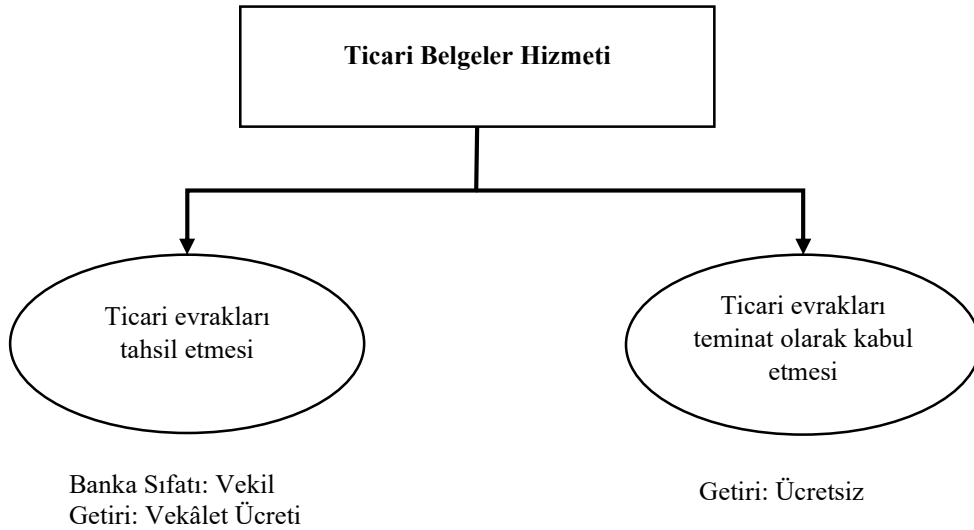 Ticari Belgeler Hizmeti
Ticari evrakları
tahsil etmesi
Ticari evrakları
teminat olarak kabul
etmesi
Banka Sıfatı: Vekil
Getiri: Vekâlet Ücreti
Getiri: Ücretsiz